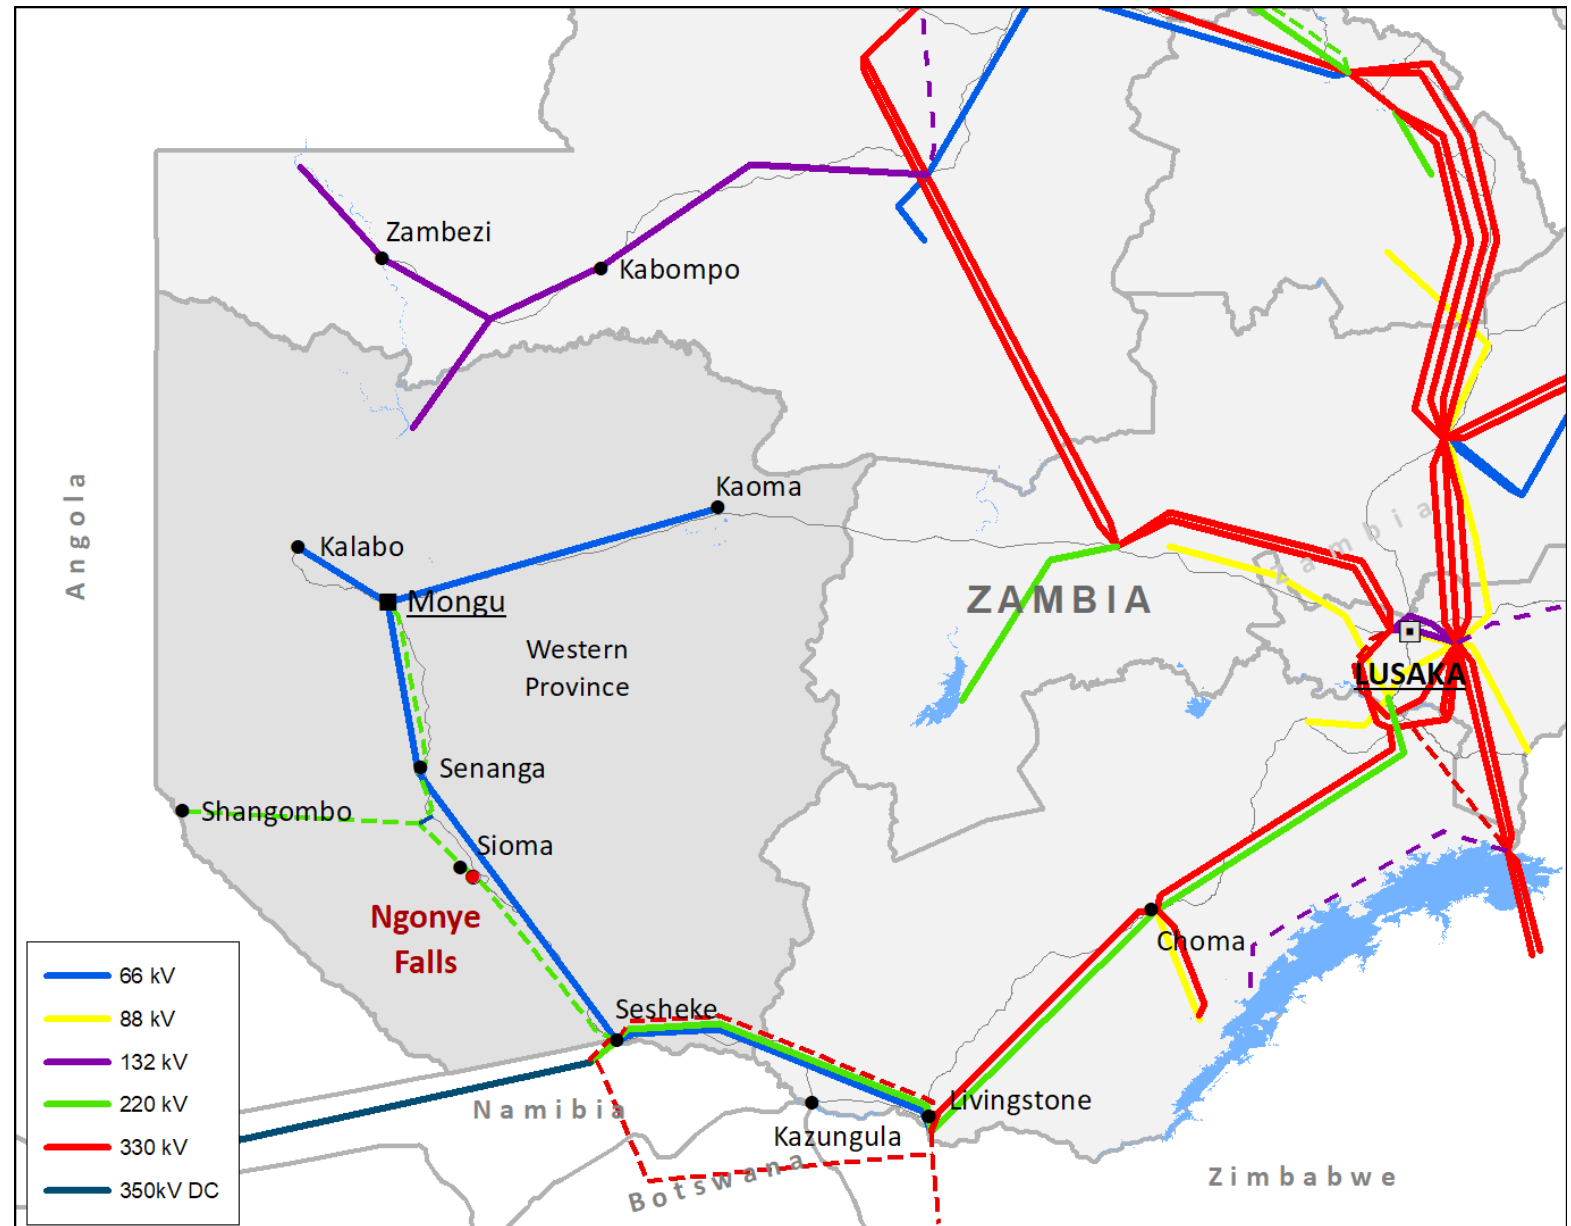 Zambezi
Kabompo
Kaoma
Angola
Kalabo
Mongu
Zambia
ZAMBIA
Western
Province
LUSAKA
Senanga
Shangombo
Sioma
Ngonye
Falls
Choma
Sesheke
Livingstone
Namibia
Kazungula
Botswana
Zimbabwe
66 kV
88 kV
132 kV
220 kV
330 kV
350kV DC